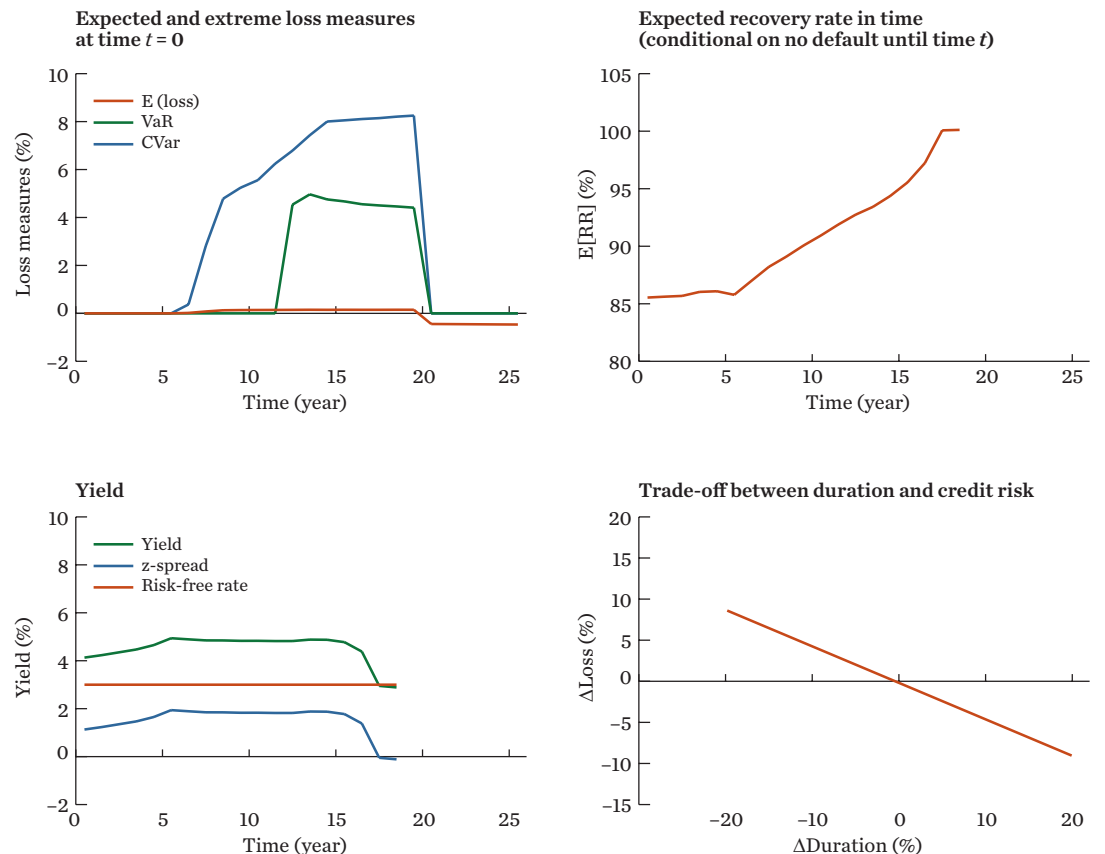 Expected and extreme loss measures
at time t = 0
10
8
6
4
2
0
–2
Loss measures (%)
E (loss)
VaR
CVar
0
5
10
15
20
25
Time (year)
Expected recovery rate in time
(conditional on no default until time t)
105
100
95
90
85
80
E[RR] (%)
0
5
10
15
20
25
Time (year)
Yield
10
8
6
4
2
0
–2
Yield (%)
Yield
z-spread
Risk-free rate
0
5
10
15
20
25
Time (year)
Trade-off between duration and credit risk
20
15
10
5
0
–5
–10
–15
ΔLoss (%)
–20
–10
0
10
20
ΔDuration (%)